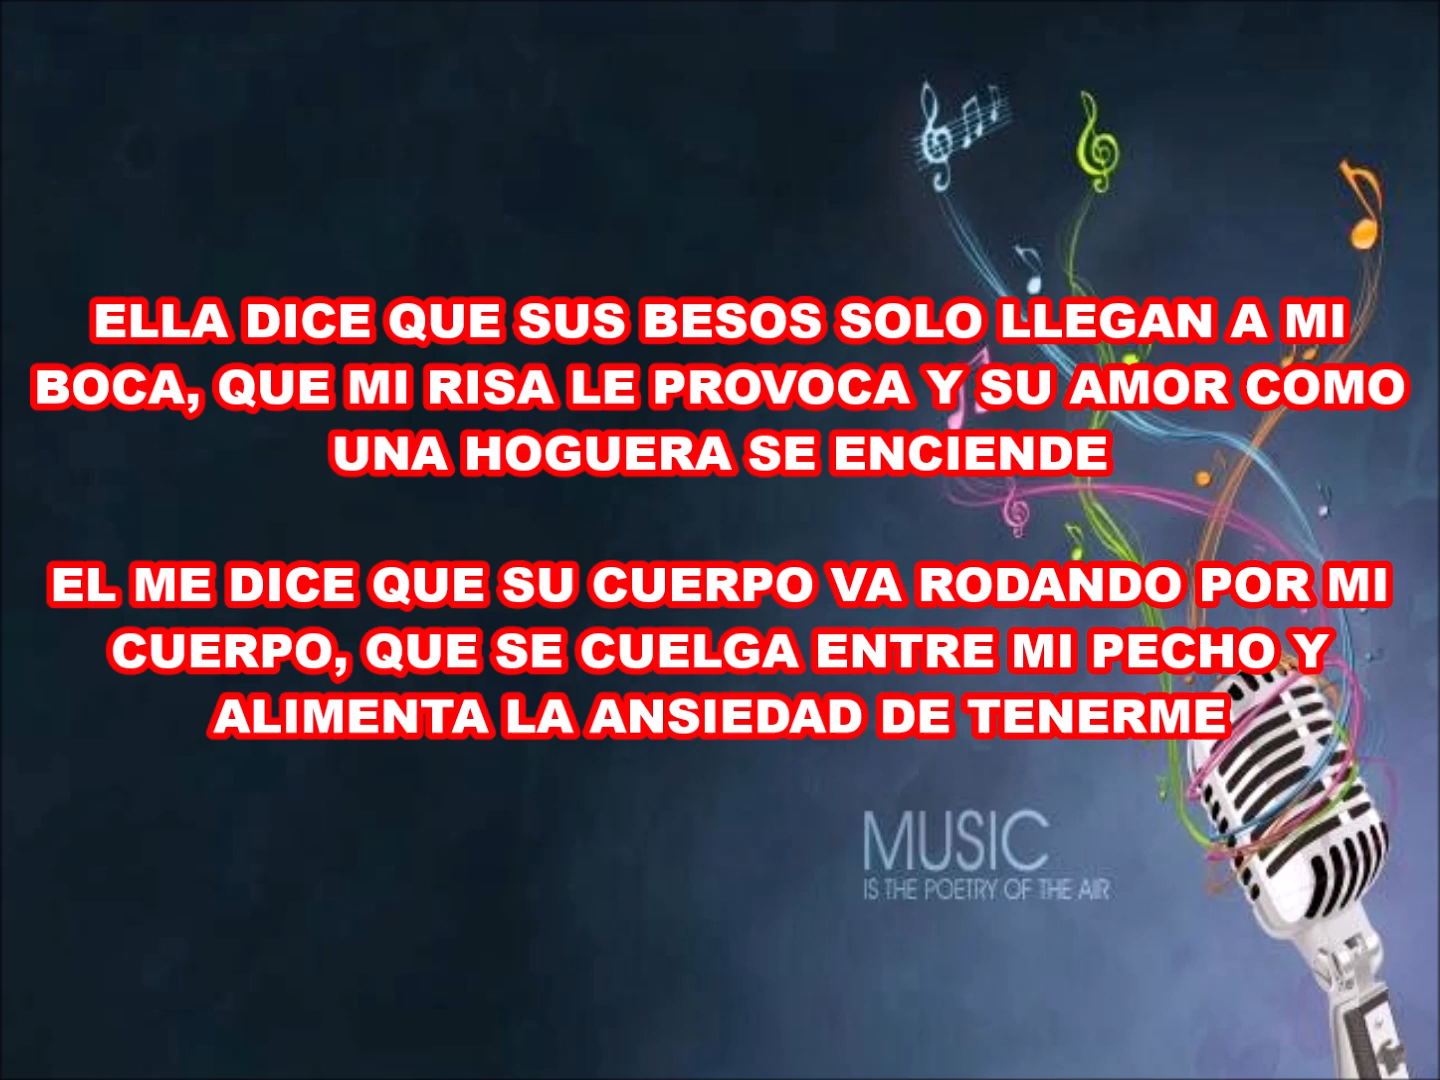 ELLA DICE QUE SUS BESOS SOLO LLEGAN A MI
BOCA, QUE MI RISA LE PROVOCA Y SU AMOR COMO
UNA HOGUERA SE ENCIENDE
EL ME DICE QUE SU CUERPO VA RODANDO POR MI
CUERPO, QUE SE CUELGA ENTRE MI PECHO Y
ALIMENTA LA ANSIEDAD DE TENERME
MUSIC
IS THE POETRY OF THE AIR